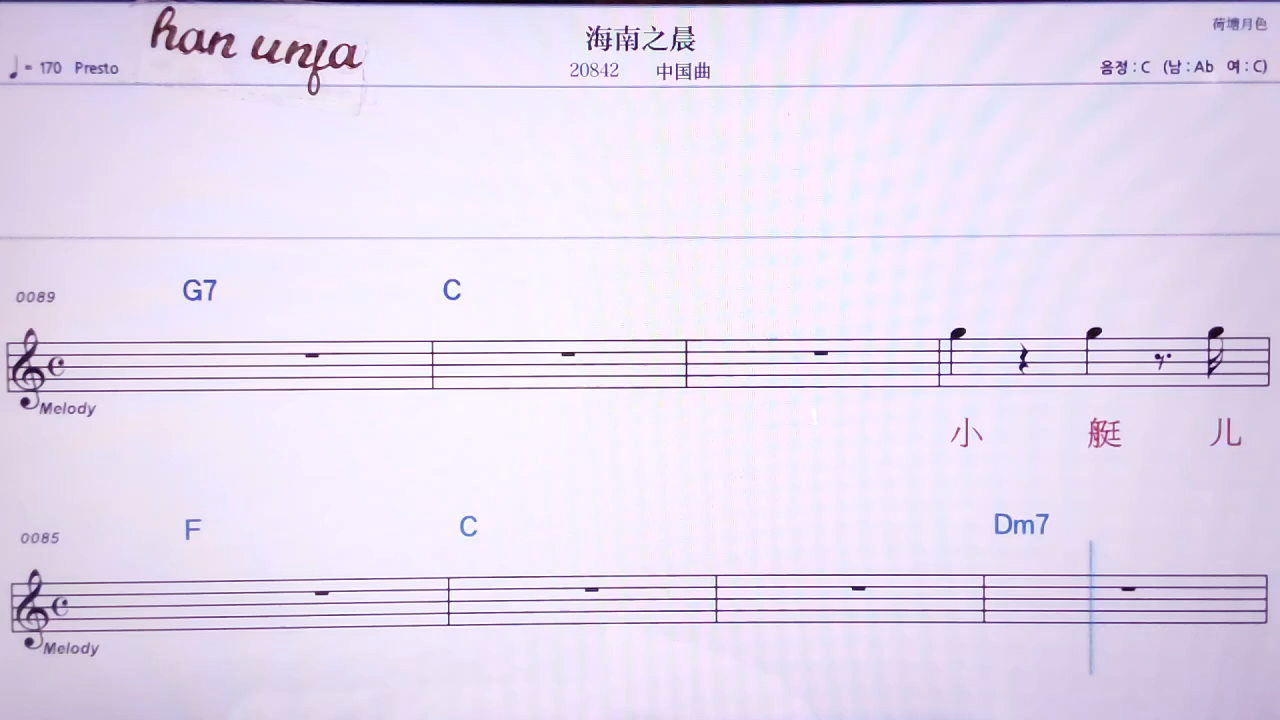 han unfa
海南之晨
荷塘月色
♩= 170 Presto
20842 中国曲
음정 : C (남 : Ab 여 : C)
0089 G7 C
Melody
小 艇 儿
0085 F C Dm7
Melody